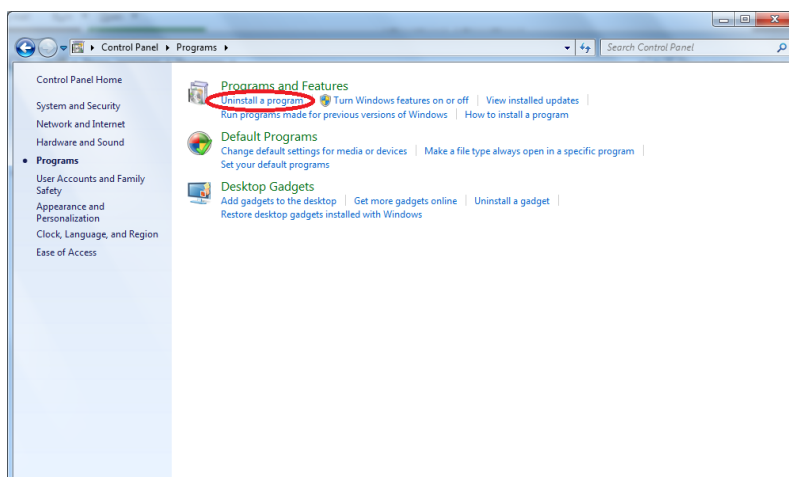 Control Panel ▸ Programs ▸
Search Control Panel
Control Panel Home
System and Security
Network and Internet
Hardware and Sound
Programs
User Accounts and Family
Safety
Appearance and
Personalization
Clock, Language, and Region
Ease of Access
Programs and Features
Uninstall a program Turn Windows features on or off View installed updates
Run programs made for previous versions of Windows How to install a program
Default Programs
Change default settings for media or devices Make a file type always open in a specific program
Set your default programs
Desktop Gadgets
Add gadgets to the desktop Get more gadgets online Uninstall a gadget
Restore desktop gadgets installed with Windows